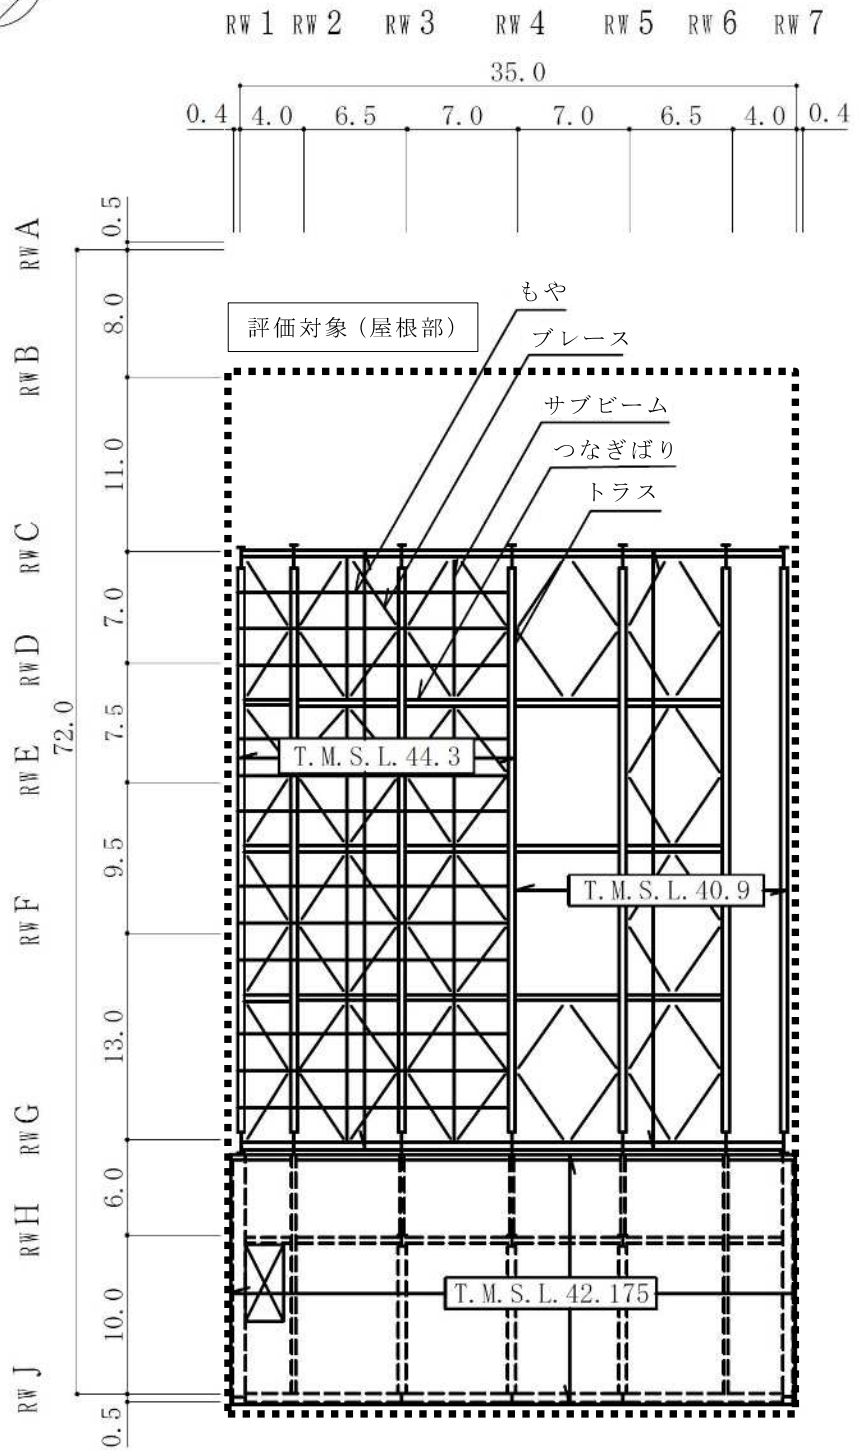 RW 1 RW 2 RW 3 RW 4 RW 5 RW 6 RW 7
35.0
0.4 4.0 6.5 7.0 7.0 6.5 4.0 0.4
RW A
RW B
RW C
RW D
RW E
RW F
RW G
RW H
RW J
72.0
0.5
8.0
11.0
7.0
7.5
9.5
13.0
6.0
10.0
0.5
評価対象(屋根部)
もや
ブレース
サブビーム
つなぎばり
トラス
T.M.S.L.44.3
T.M.S.L.40.9
T.M.S.L.42.175